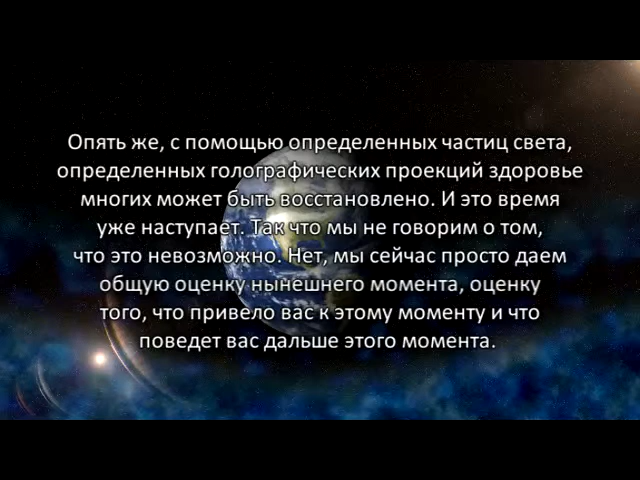 Опять же, с помощью определенных частиц света,
определенных голографических проекций здоровье
многих может быть восстановлено. И это время
уже наступает. Так что мы не говорим о том,
что это невозможно. Нет, мы сейчас просто даем
общую оценку нынешнего момента, оценку
того, что привело вас к этому моменту и что
поведет вас дальше этого момента.